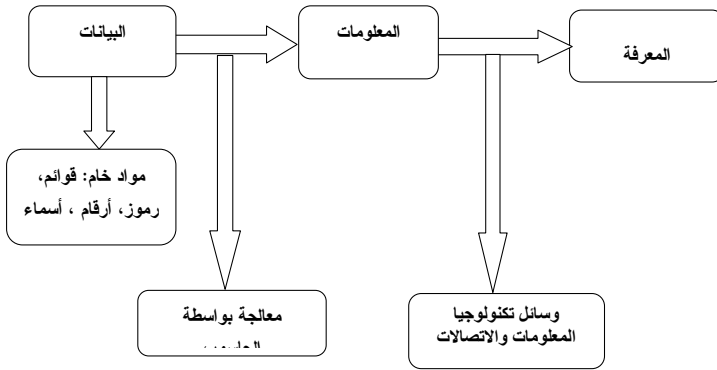 البيانات
المعلومات
المعرفة
مواد خام: قوائم،
رموز، أرقام ، أسماء
معالجة بواسطة
وسائل تكنولوجيا
المعلومات والاتصالات